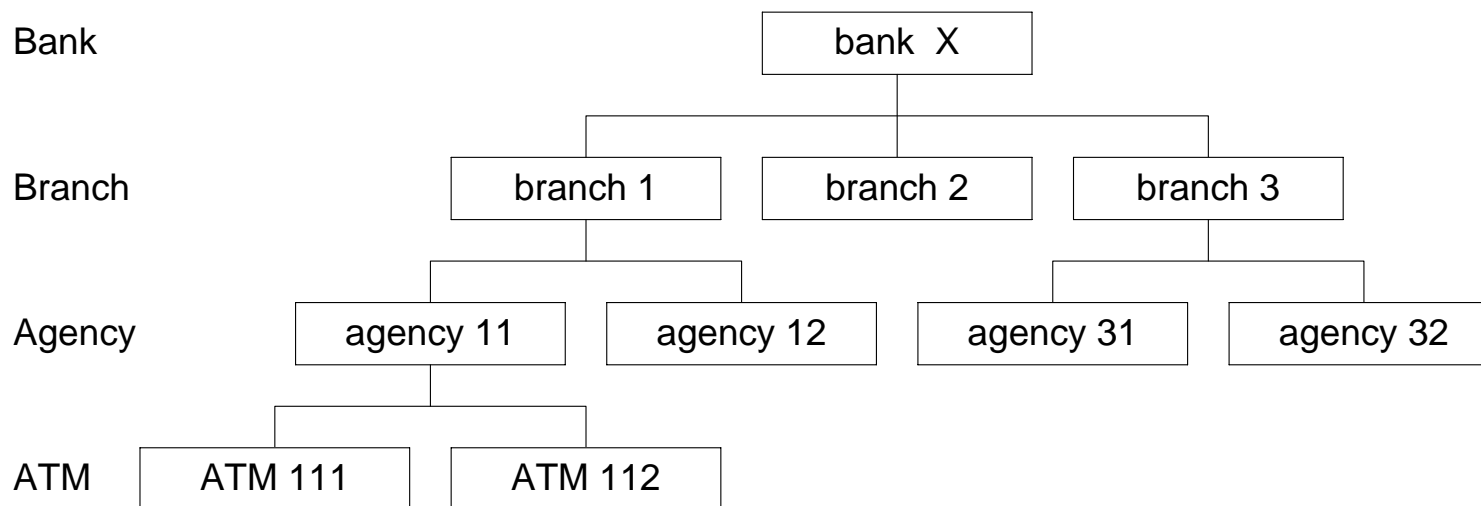 Bank bank X
Branch branch 1 branch 2 branch 3
Agency agency 11 agency 12 agency 31 agency 32
ATM ATM 111 ATM 112